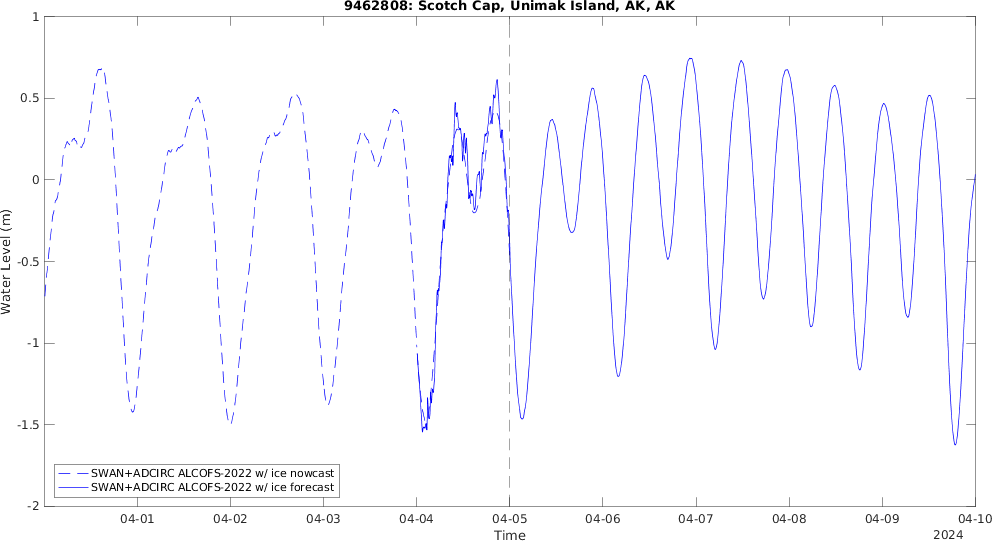 9462808: Scotch Cap, Unimak Island, AK, AK
Water Level (m)
1
0.5
0
-0.5
-1
-1.5
-2
SWAN+ADCIRC ALCOFS-2022 w/ ice nowcast
SWAN+ADCIRC ALCOFS-2022 w/ ice forecast
04-01 04-02 04-03 04-04 04-05 04-06 04-07 04-08 04-09 04-10
Time
2024